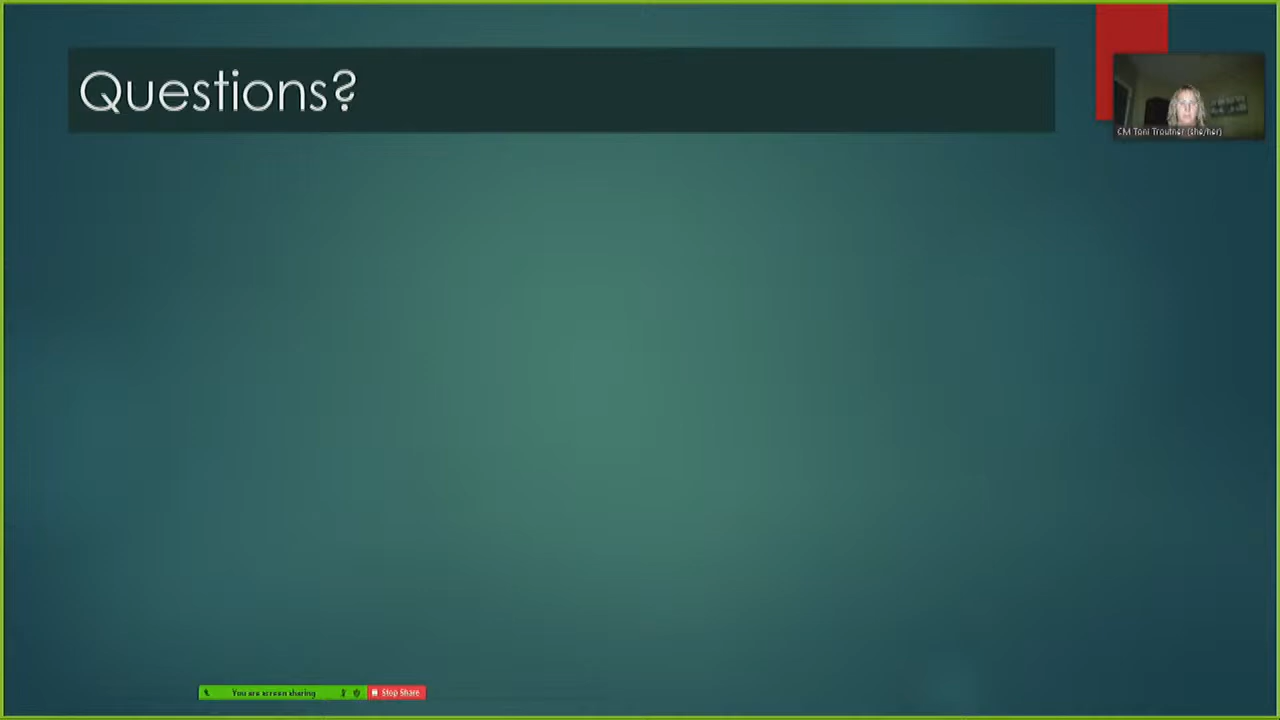 Questions?
CM Toni Troutner (she/her)
You are screen sharing
Stop Share